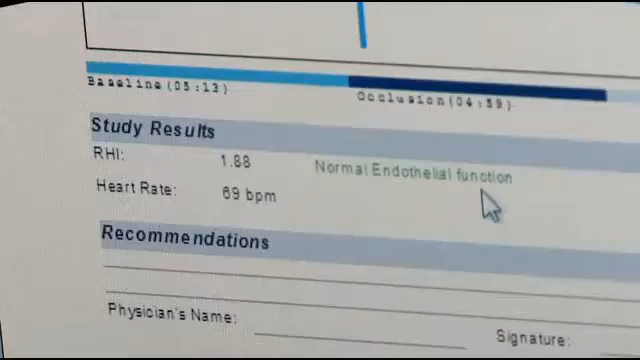 Baseline(05:13)
Occlusion(04:59)
Study Results
RHI: 1.88 Normal Endothelial function
Heart Rate: 69 bpm
Recommendations
Physician's Name:
Signature: